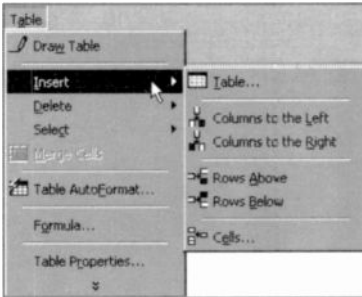 Table
Draw Table
Insert
Delete
Select
Merge Cells
Table AutoFormat...
Formula...
Table Properties...
Table...
Columns to the Left
Columns to the Right
Rows Above
Rows Below
Cells...